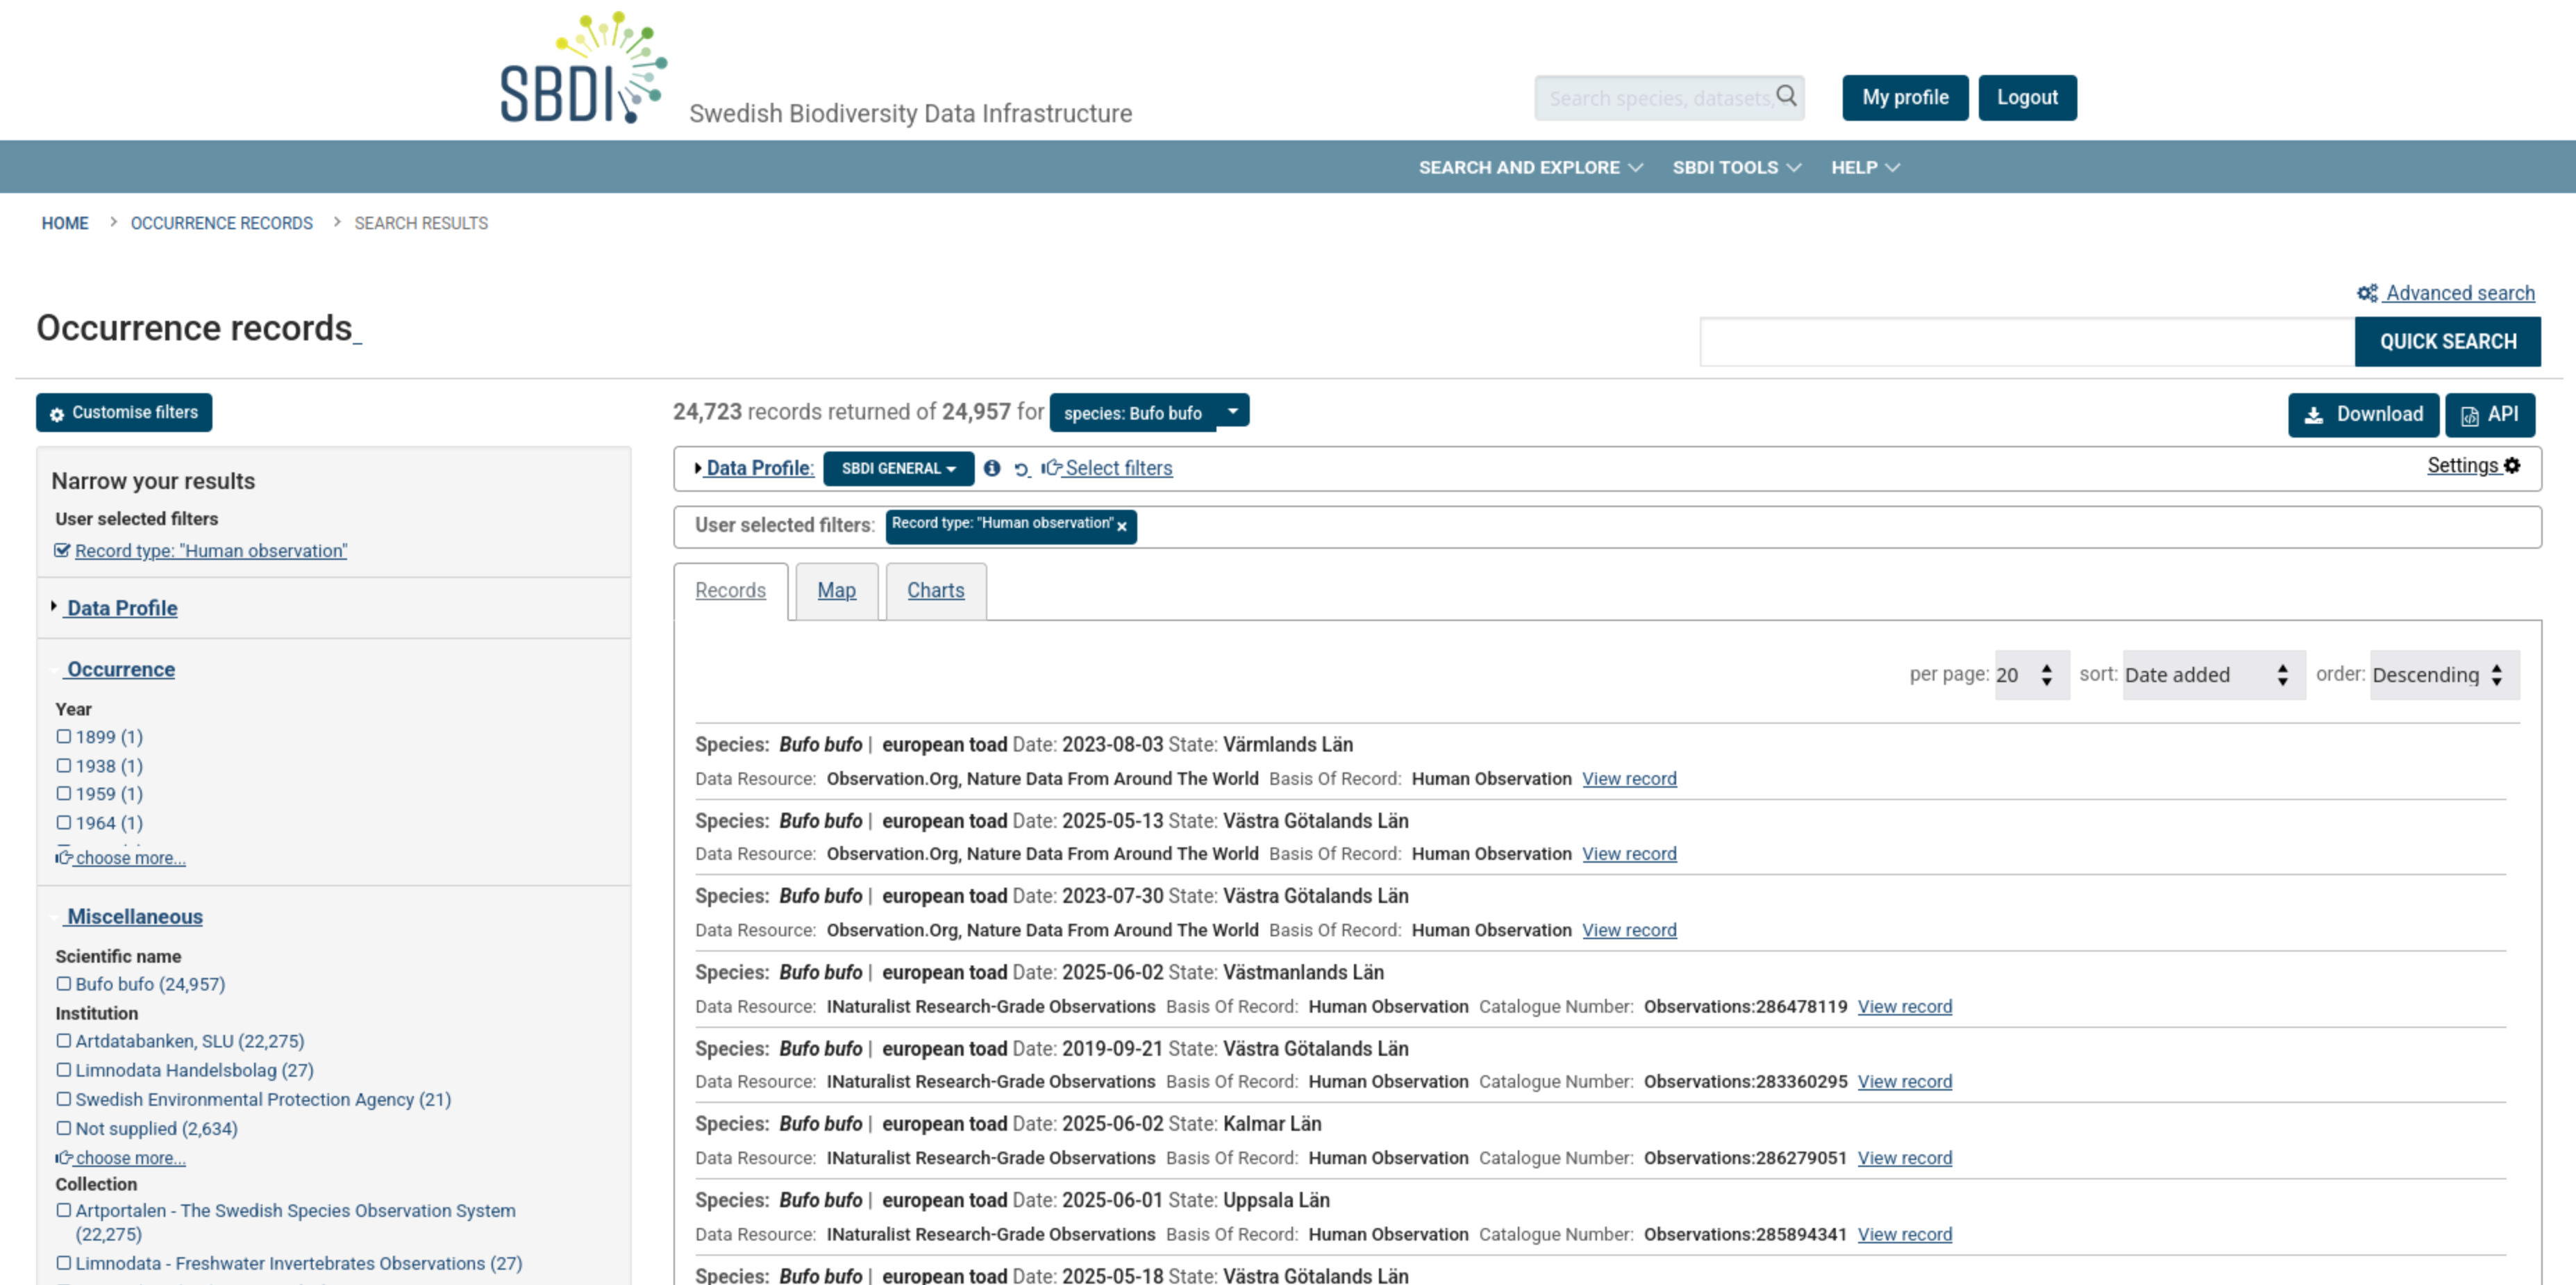 SBDI
Swedish Biodiversity Data Infrastructure
Search species, datasets,
My profile
Logout
SEARCH AND EXPLORE
SBDI TOOLS
HELP
HOME > OCCURRENCE RECORDS > SEARCH RESULTS
Advanced search
Occurrence records
QUICK SEARCH
Customise filters
Narrow your results
User selected filters
Record type: "Human observation"
Data Profile
Occurrence
Year
1899 (1)
1938 (1)
1959 (1)
1964 (1)
choose more...
Miscellaneous
Scientific name
Bufo bufo (24,957)
Institution
Artdatabanken, SLU (22,275)
Limnodata Handelsbolag (27)
Swedish Environmental Protection Agency (21)
Not supplied (2,634)
choose more...
Collection
Artportalen - The Swedish Species Observation System
(22,275)
Limnodata - Freshwater Invertebrates Observations (27)
24,723 records returned of 24,957 for species: Bufo bufo
Download
API
Data Profile: SBDI GENERAL Select filters
Settings
User selected filters: Record type: "Human observation" x
Records
Map
Charts
per page: 20 sort: Date added order: Descending
Species: Bufo bufo | european toad Date: 2023-08-03 State: Värmlands Län
Data Resource: Observation.Org, Nature Data From Around The World Basis Of Record: Human Observation View record
Species: Bufo bufo | european toad Date: 2025-05-13 State: Västra Götalands Län
Data Resource: Observation.Org, Nature Data From Around The World Basis Of Record: Human Observation View record
Species: Bufo bufo | european toad Date: 2023-07-30 State: Västra Götalands Län
Data Resource: Observation.Org, Nature Data From Around The World Basis Of Record: Human Observation View record
Species: Bufo bufo | european toad Date: 2025-06-02 State: Västmanlands Län
Data Resource: INaturalist Research-Grade Observations Basis Of Record: Human Observation Catalogue Number: Observations:286478119 View record
Species: Bufo bufo | european toad Date: 2019-09-21 State: Västra Götalands Län
Data Resource: INaturalist Research-Grade Observations Basis Of Record: Human Observation Catalogue Number: Observations:283360295 View record
Species: Bufo bufo | european toad Date: 2025-06-02 State: Kalmar Län
Data Resource: INaturalist Research-Grade Observations Basis Of Record: Human Observation Catalogue Number: Observations:286279051 View record
Species: Bufo bufo | european toad Date: 2025-06-01 State: Uppsala Län
Data Resource: INaturalist Research-Grade Observations Basis Of Record: Human Observation Catalogue Number: Observations:285894341 View record
Species: Bufo bufo | european toad Date: 2025-05-18 State: Västra Götalands Län